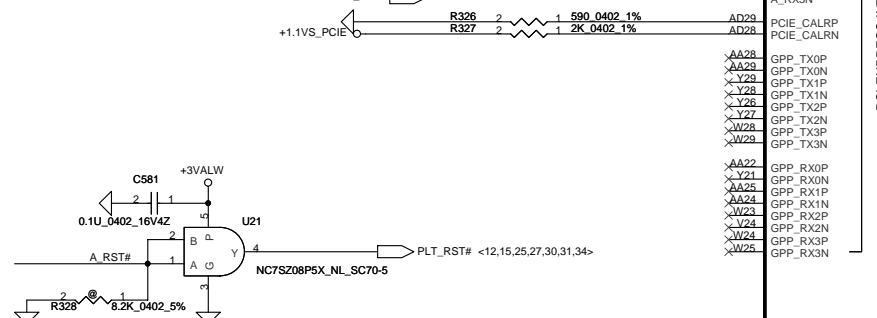 A_RX3N
R326 2 1 590_0402_1% AD29 PCIE_CALRP
+1.1VS_PCIE R327 2 1 2K_0402_1% AD28 PCIE_CALRN
AA28 GPP_TX0P
AA29 GPP_TX0N
Y29 GPP_TX1P
Y28 GPP_TX1N
Y26 GPP_TX2P
Y27 GPP_TX2N
W28 GPP_TX3P
W29 GPP_TX3N
AA22 GPP_RX0P
Y21 GPP_RX0N
AA25 GPP_RX1P
AA24 GPP_RX1N
W23 GPP_RX2P
V24 GPP_RX2N
W24 GPP_RX3P
W25 GPP_RX3N
+3VALW
C581
2 1
0.1U_0402_16V4Z
5 U21
2 B P
Y 4 PLT_RST# <12,15,25,27,30,31,34>
A_RST# 1 A G
NC7SZ08P5X_NL_SC70-5
3
2 @ 1
R328 8.2K_0402_5%